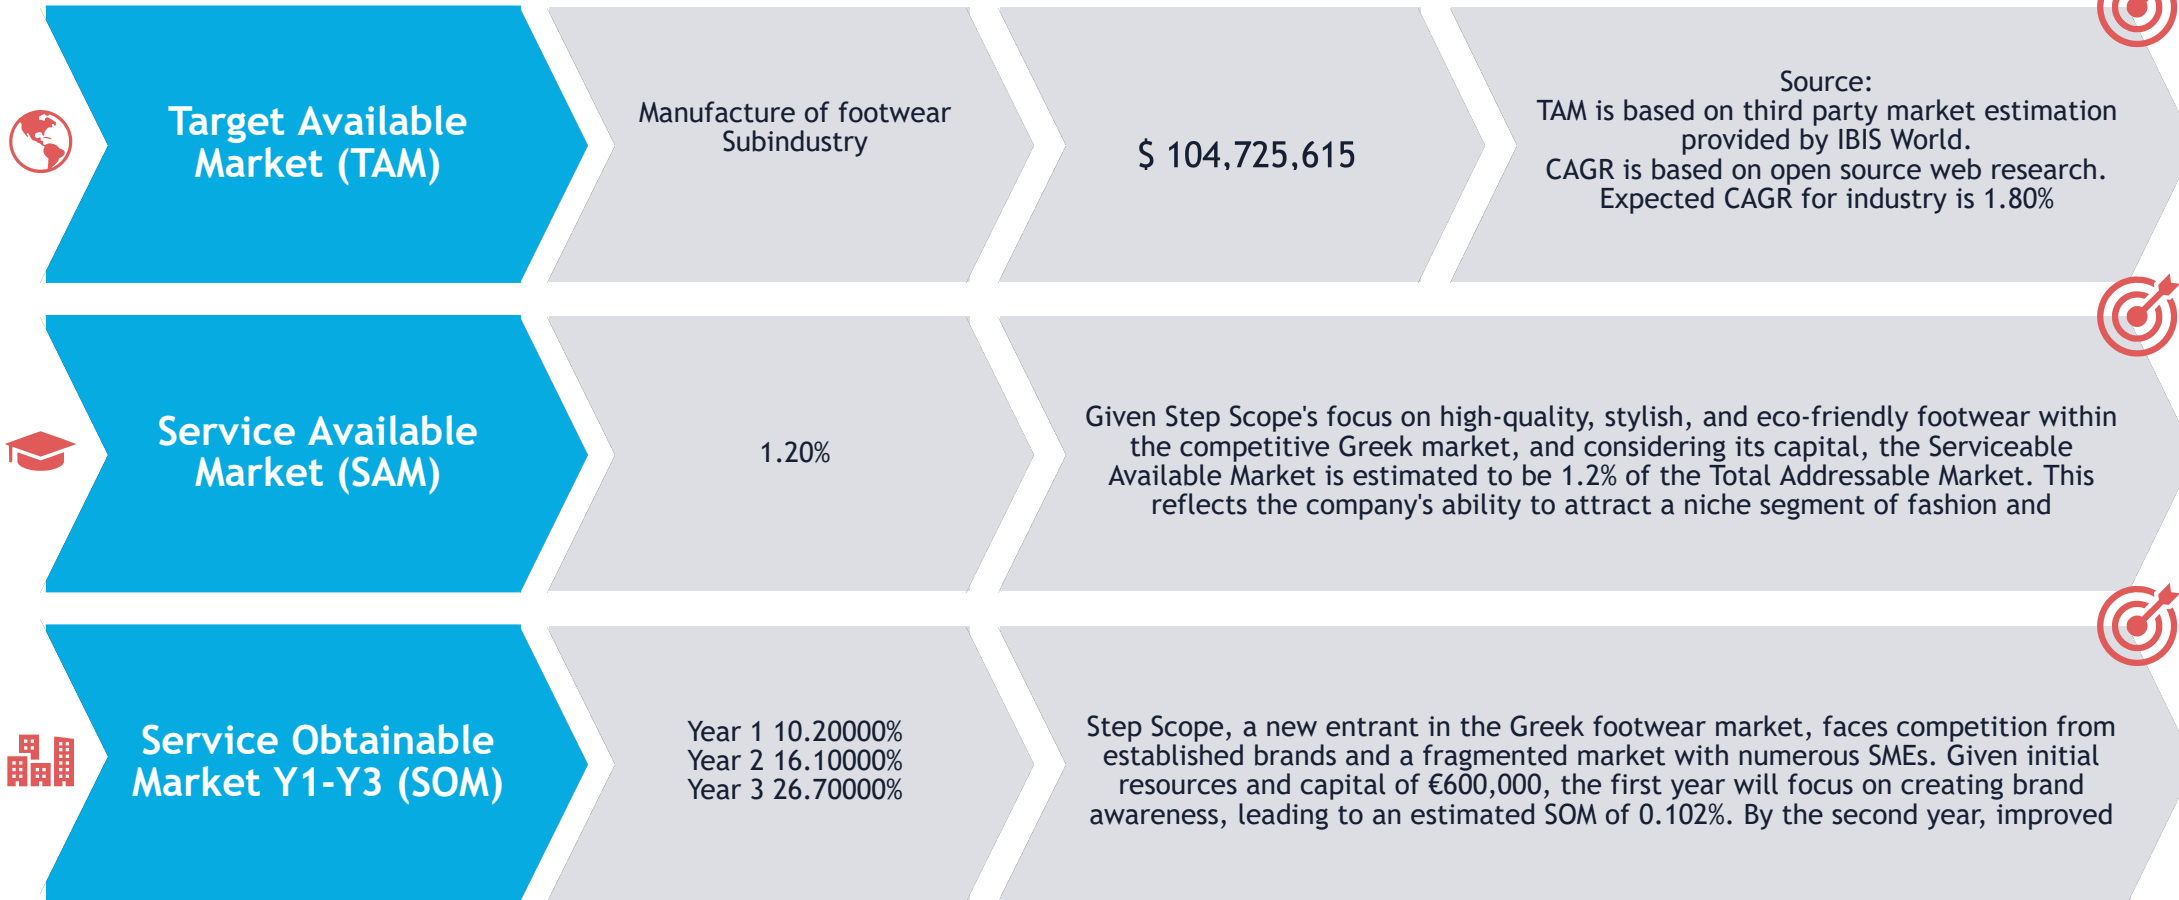 Target Available
Market (TAM)
Manufacture of footwear
Subindustry
$ 104,725,615
Source:
TAM is based on third party market estimation
provided by IBIS World.
CAGR is based on open source web research.
Expected CAGR for industry is 1.80%
Service Available
Market (SAM)
1.20%
Given Step Scope's focus on high-quality, stylish, and eco-friendly footwear within
the competitive Greek market, and considering its capital, the Serviceable
Available Market is estimated to be 1.2% of the Total Addressable Market. This
reflects the company's ability to attract a niche segment of fashion and
Service Obtainable
Market Y1-Y3 (SOM)
Year 1 10.20000%
Year 2 16.10000%
Year 3 26.70000%
Step Scope, a new entrant in the Greek footwear market, faces competition from
established brands and a fragmented market with numerous SMEs. Given initial
resources and capital of €600,000, the first year will focus on creating brand
awareness, leading to an estimated SOM of 0.102%. By the second year, improved